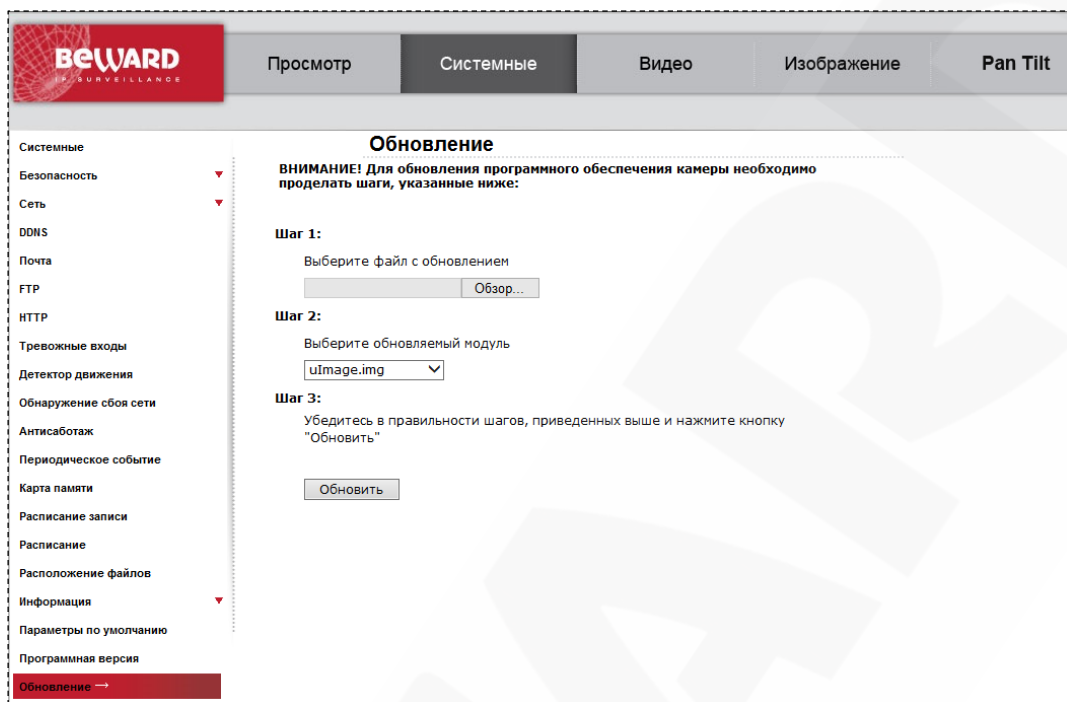 BEWARD
IP SURVEILLANCE
Просмотр
Системные
Видео
Изображение
Pan Tilt
Системные
Безопасность
Сеть
DDNS
Почта
FTP
HTTP
Тревожные входы
Детектор движения
Обнаружение сбоя сети
Антисаботаж
Периодическое событие
Карта памяти
Расписание записи
Расписание
Расположение файлов
Информация
Параметры по умолчанию
Программная версия
Обновление →
Обновление
ВНИМАНИЕ! Для обновления программного обеспечения камеры необходимо
проделать шаги, указанные ниже:
Шаг 1:
Выберите файл с обновлением
Обзор...
Шаг 2:
Выберите обновляемый модуль
uImage.img
Шаг 3:
Убедитесь в правильности шагов, приведенных выше и нажмите кнопку
"Обновить"
Обновить